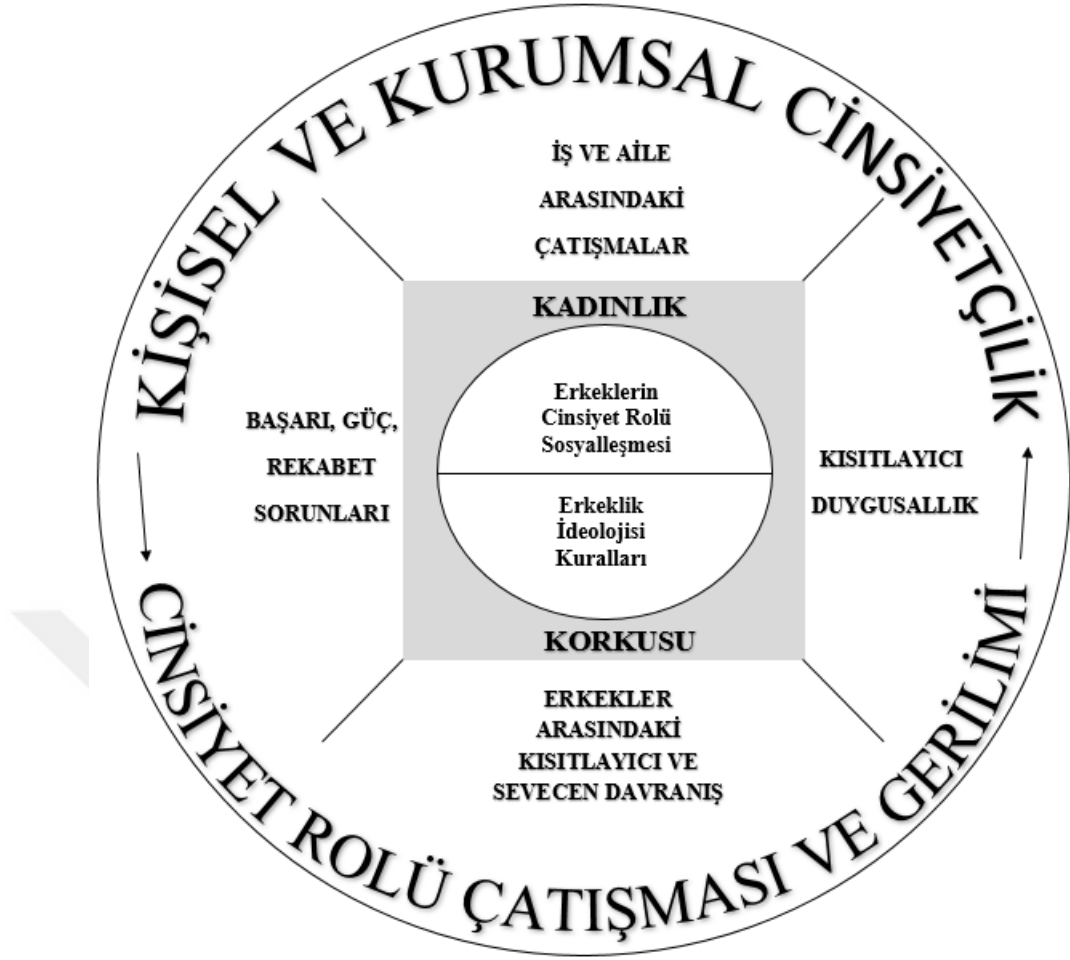 KİŞİSEL VE KURUMSAL CİNSİYETÇİLİK
İŞ VE AİLE
ARASINDAKİ
ÇATIŞMALAR
KADINLIK
Erkeklerin
Cinsiyet Rolü
Sosyalleşmesi
BAŞARI, GÜÇ,
REKABET
SORUNLARI
KISITLAYICI
DUYGUSALLIK
Erkeklik
İdeolojisi
Kuralları
KORKUSU
ERKEKLER
ARASINDAKİ
KISITLAYICI VE
SEVECEN DAVRANIŞ
CİNSİYET ROLÜ ÇATIŞMASI VE GERİLİMİ